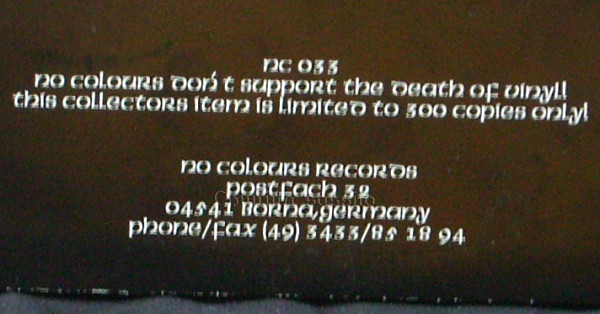 nc 033
no colours don't support the death of vinyl!
this collectors item is limited to 300 copies only!
no colours records
postfach 32
04541 borna,germany
phone/fax (49) 3433/85 18 94